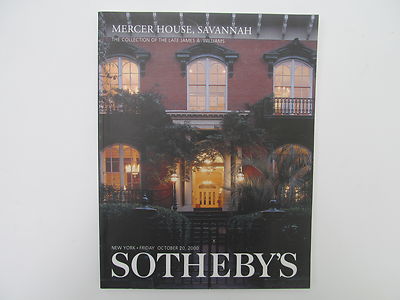 MERCER HOUSE, SAVANNAH
THE COLLECTION OF THE LATE JAMES A. WILLIAMS
NEW YORK • FRIDAY OCTOBER 20, 2000
SOTHEBY'S